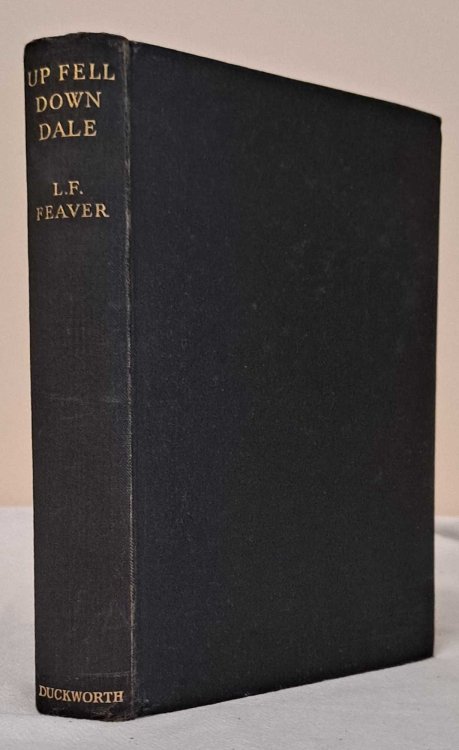 UP FELL
DOWN
DALE
L.F.
FEAVER
DUCKWORTH